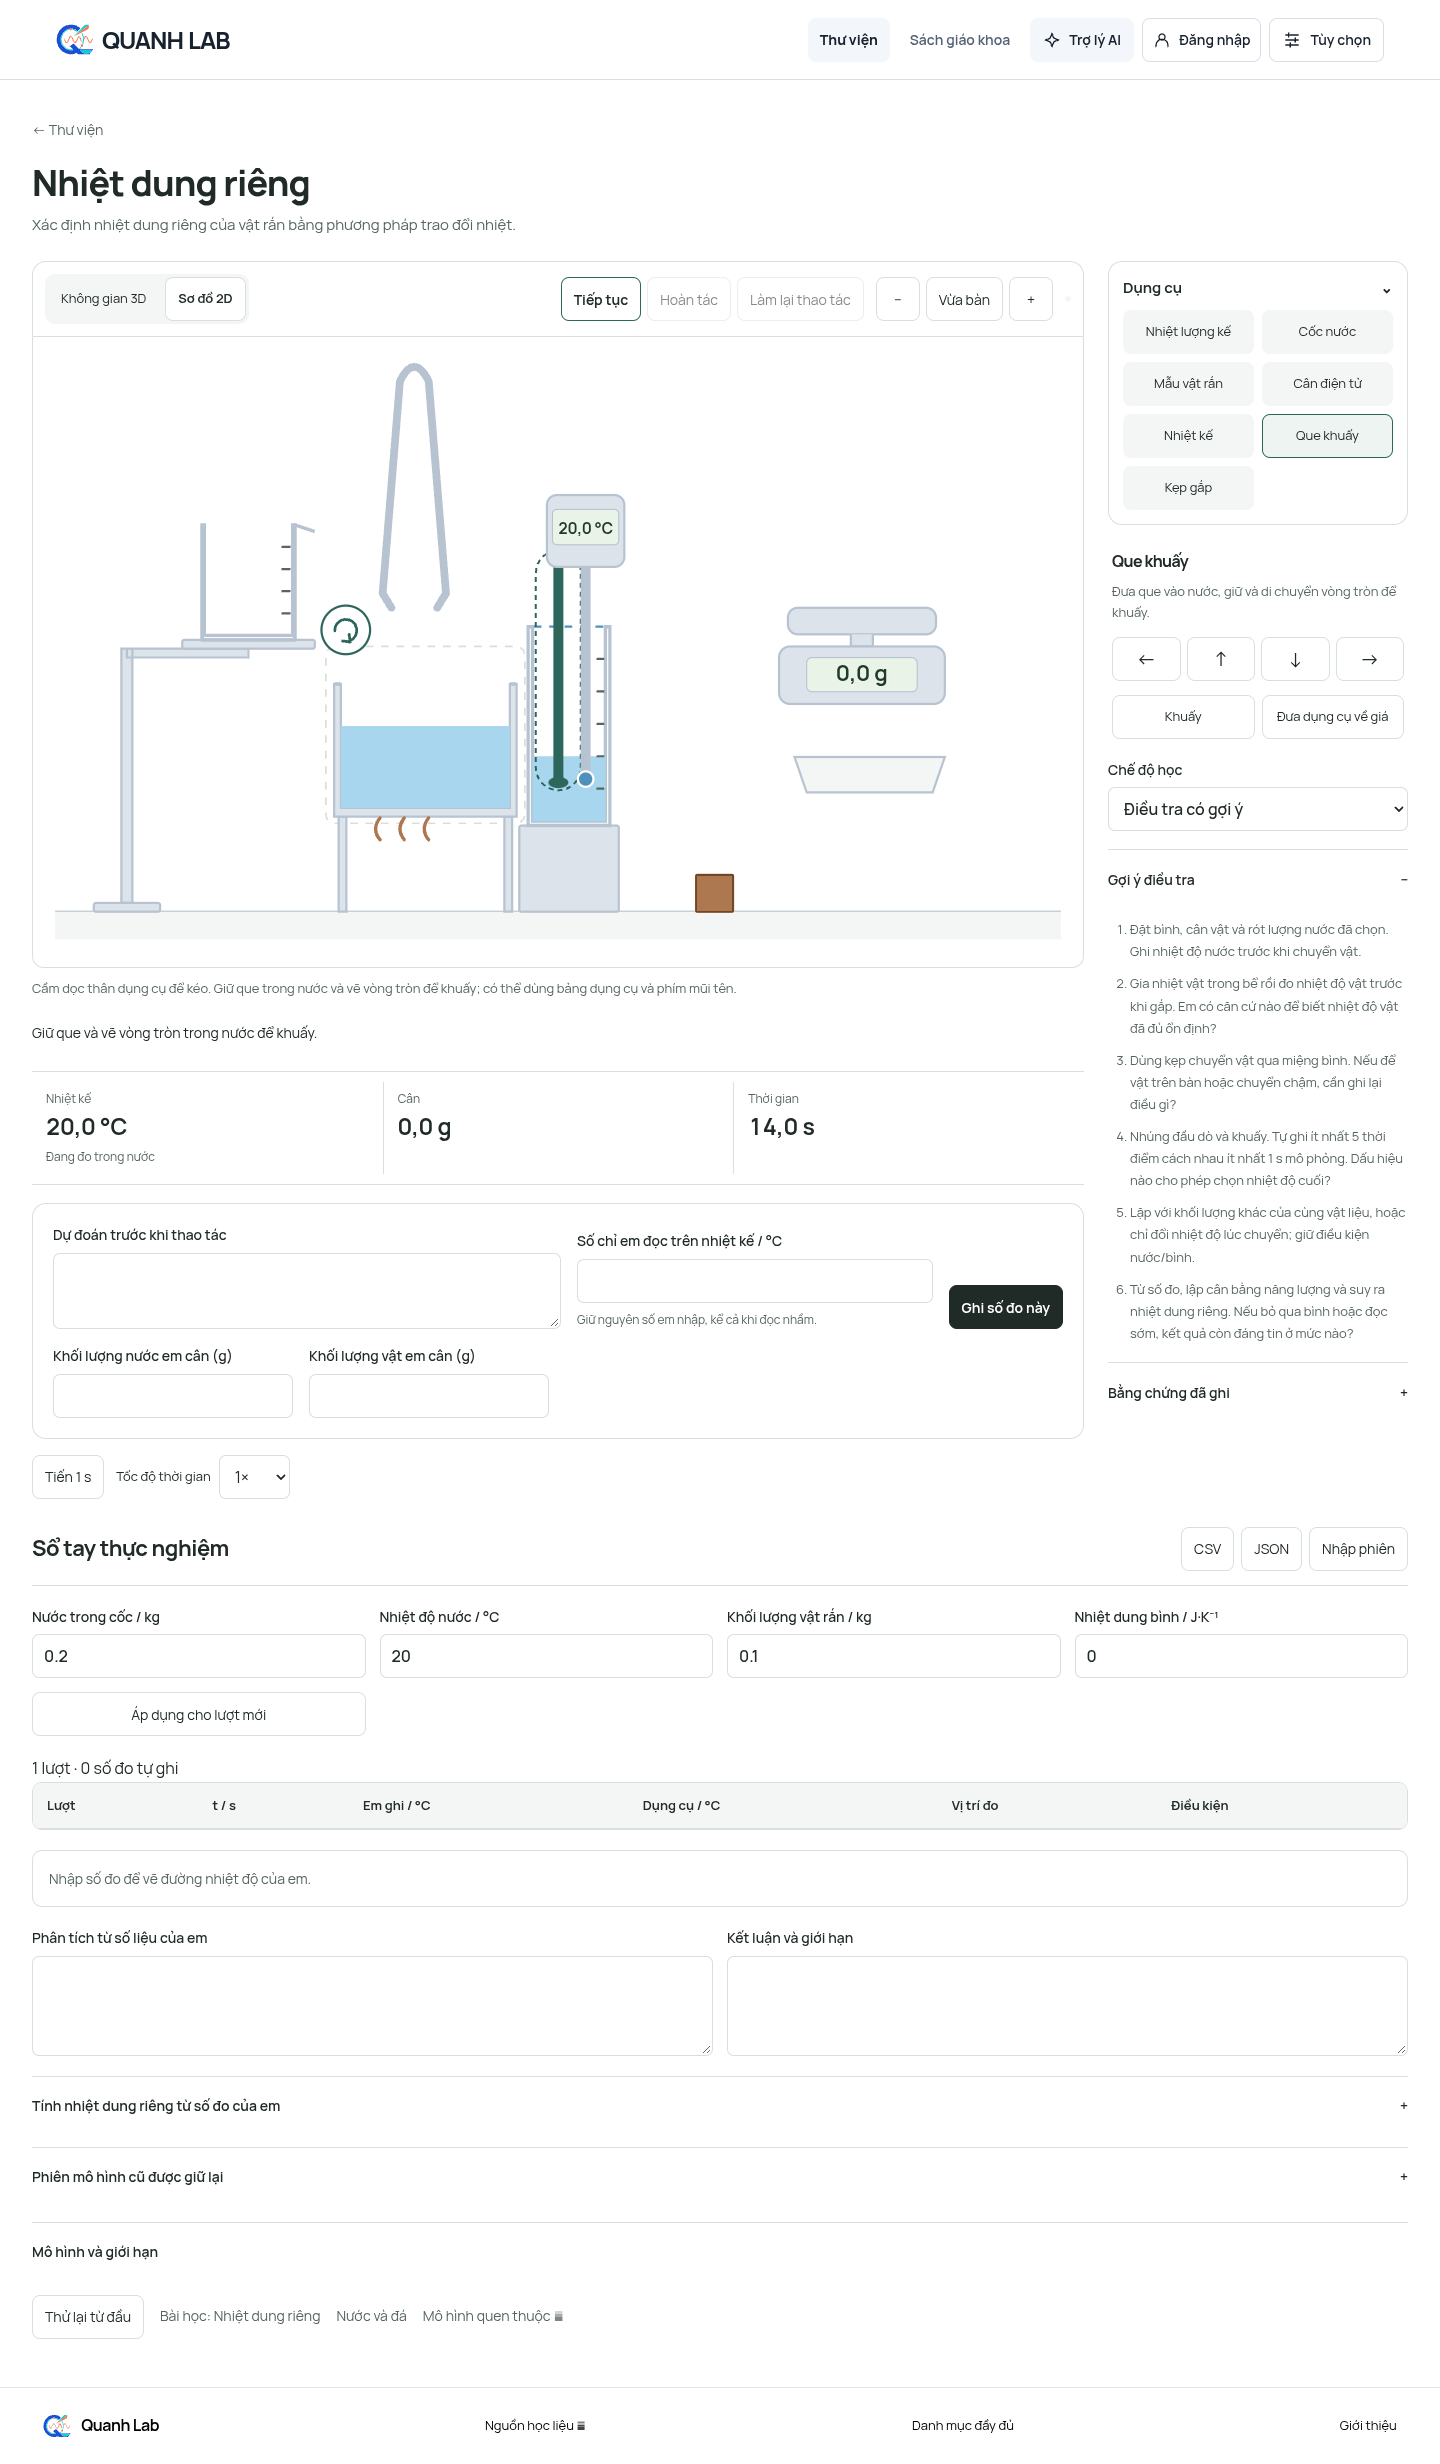 QUANH LAB
Thư viện
Sách giáo khoa
Trợ lý AI
Đăng nhập
Tùy chọn
← Thư viện
Nhiệt dung riêng
Xác định nhiệt dung riêng của vật rắn bằng phương pháp trao đổi nhiệt.
Không gian 3D
Sơ đồ 2D
Tiếp tục
Hoàn tác
Làm lại thao tác
−
Vừa bàn
+
20,0 °C
0,0 g
Cầm dọc thân dụng cụ để kéo. Giữ que trong nước và vẽ vòng tròn để khuấy; có thể dùng bảng dụng cụ và phím mũi tên.
Giữ que và vẽ vòng tròn trong nước để khuấy.
Nhiệt kế
20,0 °C
Đang đo trong nước
Cân
0,0 g
Thời gian
14,0 s
Dự đoán trước khi thao tác
Số chỉ em đọc trên nhiệt kế / °C
Giữ nguyên số em nhập, kể cả khi đọc nhầm.
Ghi số đo này
Khối lượng nước em cân (g)
Khối lượng vật em cân (g)
Tiến 1 s
Tốc độ thời gian
1×
Dụng cụ
Nhiệt lượng kế
Cốc nước
Mẫu vật rắn
Cân điện tử
Nhiệt kế
Que khuấy
Kẹp gắp
Que khuấy
Đưa que vào nước, giữ và di chuyển vòng tròn để
khuấy.
← ↑ ↓ →
Khuấy
Đưa dụng cụ về giá
Chế độ học
Điều tra có gợi ý
Gợi ý điều tra
−
1. Đặt bình, cân vật và rót lượng nước đã chọn.
Ghi nhiệt độ nước trước khi chuyển vật.
2. Gia nhiệt vật trong bể rồi đo nhiệt độ vật trước
khi gắp. Em có căn cứ nào để biết nhiệt độ vật
đã đủ ổn định?
3. Dùng kẹp chuyển vật qua miệng bình. Nếu để
vật trên bàn hoặc chuyển chậm, cần ghi lại
điều gì?
4. Nhúng đầu dò và khuấy. Tự ghi ít nhất 5 thời
điểm cách nhau ít nhất 1 s mô phỏng. Dấu hiệu
nào cho phép chọn nhiệt độ cuối?
5. Lặp với khối lượng khác của cùng vật liệu, hoặc
chỉ đổi nhiệt độ lúc chuyển; giữ điều kiện
nước/bình.
6. Từ số đo, lập cân bằng năng lượng và suy ra
nhiệt dung riêng. Nếu bỏ qua bình hoặc đọc
sớm, kết quả còn đáng tin ở mức nào?
Bằng chứng đã ghi
+
Sổ tay thực nghiệm
CSV
JSON
Nhập phiên
Nước trong cốc / kg
Nhiệt độ nước / °C
Khối lượng vật rắn / kg
Nhiệt dung bình / J·K⁻¹
0.2
20
0.1
0
Áp dụng cho lượt mới
1 lượt · 0 số đo tự ghi
Lượt
t / s
Em ghi / °C
Dụng cụ / °C
Vị trí đo
Điều kiện
Nhập số đo để vẽ đường nhiệt độ của em.
Phân tích từ số liệu của em
Kết luận và giới hạn
Tính nhiệt dung riêng từ số đo của em
+
Phiên mô hình cũ được giữ lại
+
Mô hình và giới hạn
Thử lại từ đầu
Bài học: Nhiệt dung riêng
Nước và đá
Mô hình quen thuộc
Quanh Lab
Nguồn học liệu
Danh mục đầy đủ
Giới thiệu